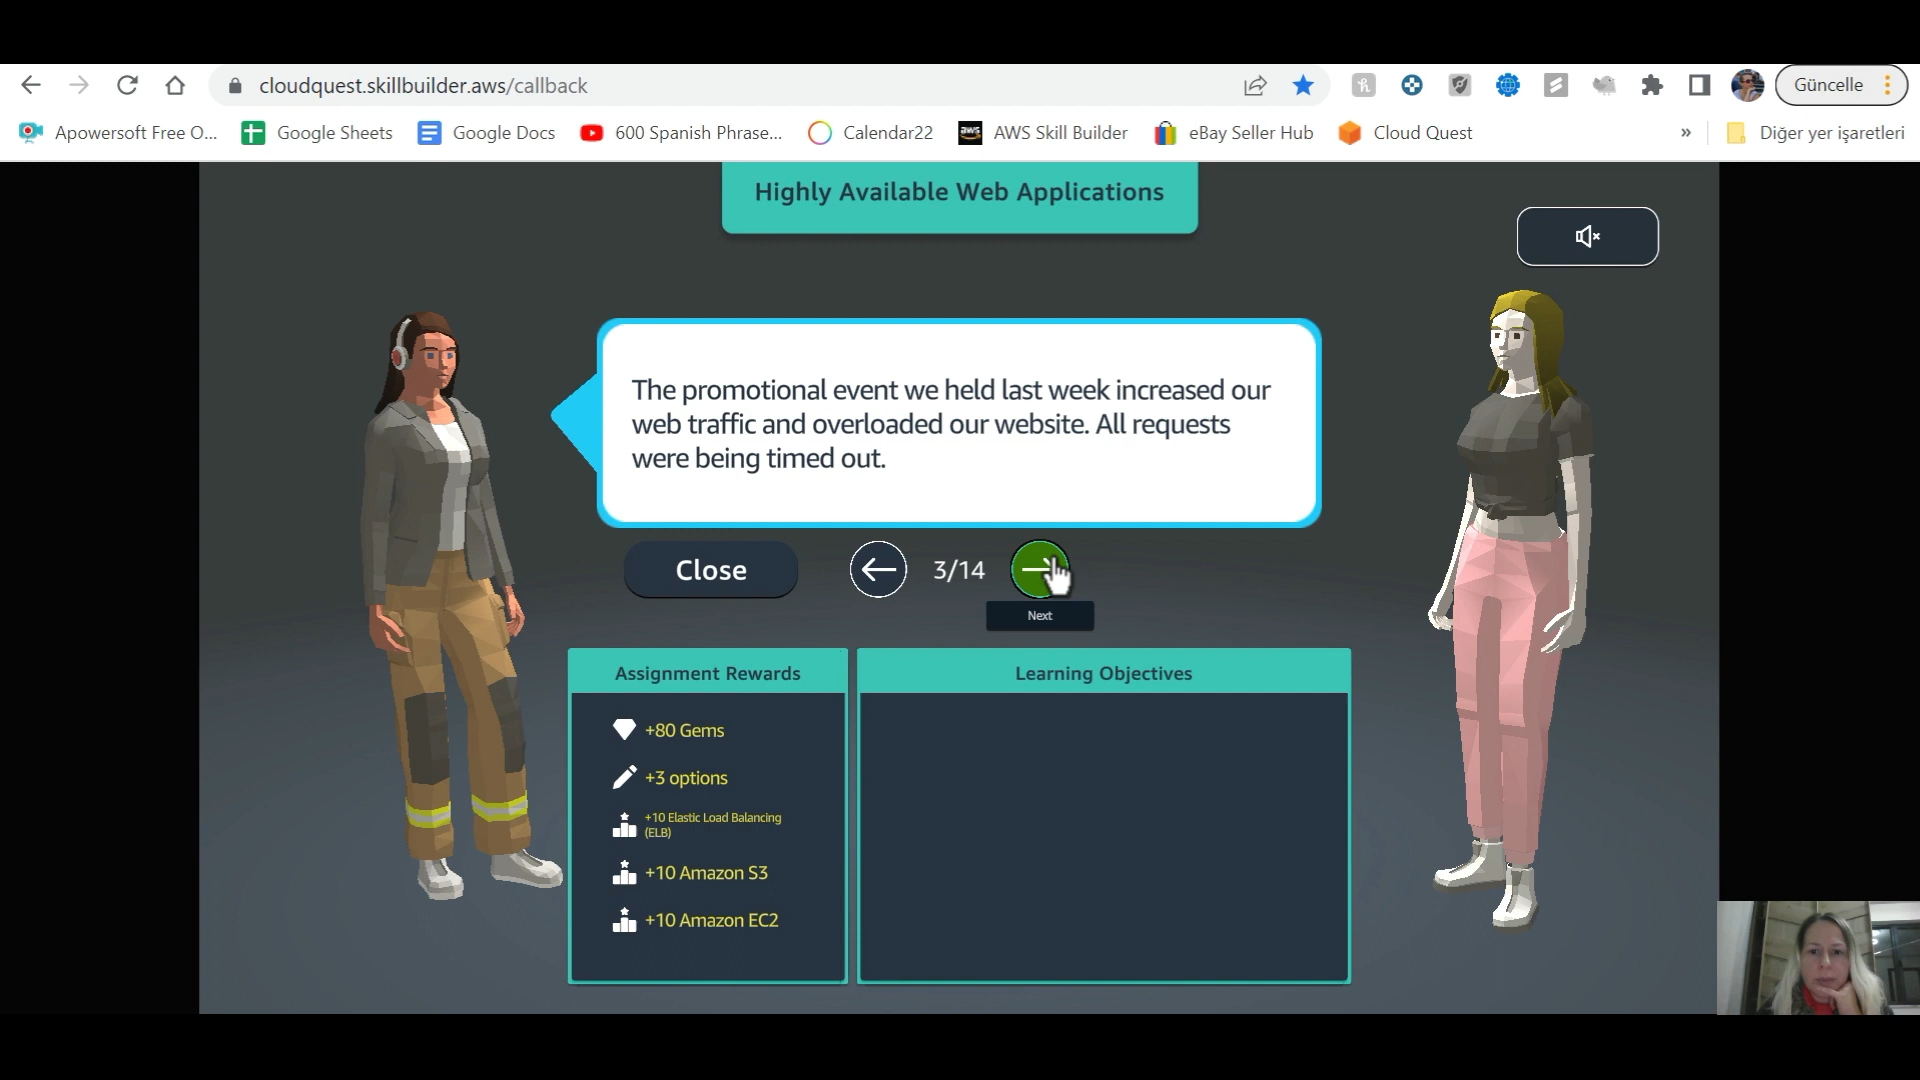 cloudquest.skillbuilder.aws/callback
Güncelle
Apowersoft Free O...
Google Sheets
Google Docs
600 Spanish Phrase...
Calendar22
aws
AWS Skill Builder
eBay Seller Hub
Cloud Quest
»
Diğer yer işaretleri
Highly Available Web Applications
The promotional event we held last week increased our
web traffic and overloaded our website. All requests
were being timed out.
Close
3/14
Next
Assignment Rewards
+80 Gems
+3 options
+10 Elastic Load Balancing
(ELB)
+10 Amazon S3
+10 Amazon EC2
Learning Objectives